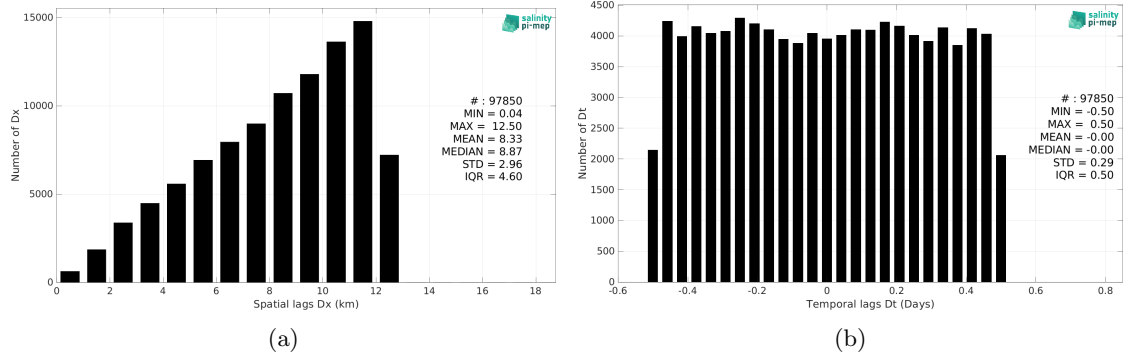 15000
10000
5000
0
Number of Dx
0 2 4 6 8 10 12 14 16 18
Spatial lags Dx (km)
salinity
pi-mep
# : 97850
MIN = 0.04
MAX = 12.50
MEAN = 8.33
MEDIAN = 8.87
STD = 2.96
IQR = 4.60
(a)
4500
4000
3500
3000
2500
2000
1500
1000
500
0
Number of Dt
-0.6 -0.4 -0.2 0 0.2 0.4 0.6 0.8
Temporal lags Dt (Days)
salinity
pi-mep
# : 97850
MIN = -0.50
MAX = 0.50
MEAN = -0.00
MEDIAN = -0.00
STD = 0.29
IQR = 0.50
(b)